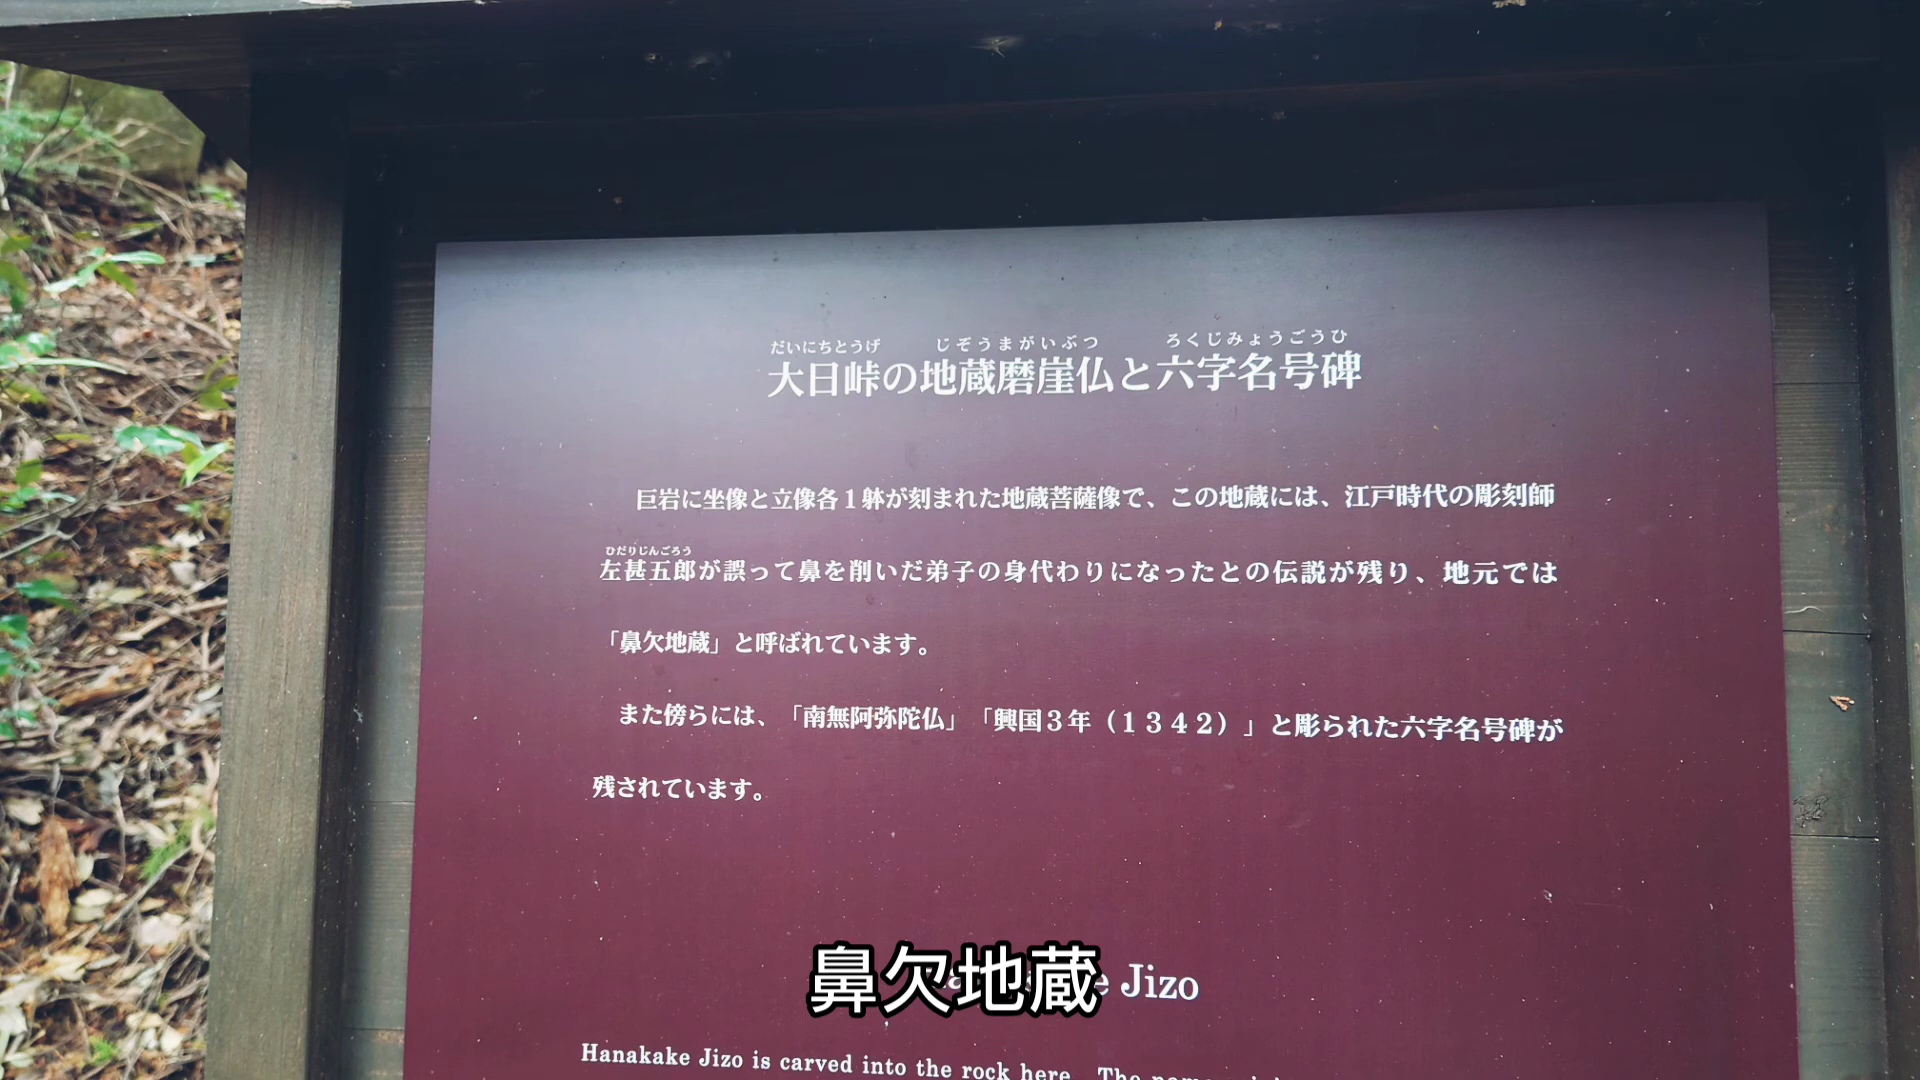 だいにちとうげ じぞうまがいぶつ ろくじみょうごうひ
大日峠の地蔵磨崖仏と六字名号碑
巨岩に坐像と立像各１躰が刻まれた地蔵菩薩像で、この地蔵には、江戸時代の彫刻師
ひだりじんごろう
左甚五郎が誤って鼻を削いだ弟子の身代わりになったとの伝説が残り、地元では
「鼻欠地蔵」と呼ばれています。
また傍らには、「南無阿弥陀仏」「興国３年（１３４２）」と彫られた六字名号碑が
残されています。
Jizo
鼻欠地蔵
Hanakake Jizo is carved into the rock here. The